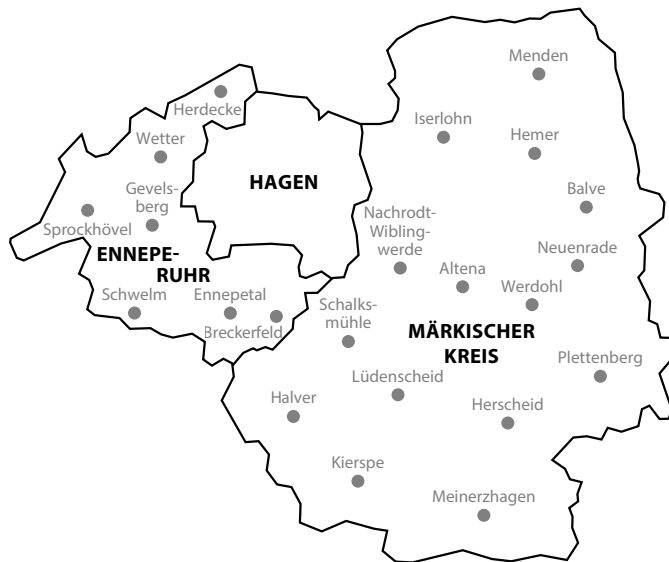 Menden
Herdecke
Iserlohn
Wetter
Hemer
HAGEN
Gevels-
berg
Balve
Sprockhövel
Nachrodt-
Wibling-
werde
ENNEPE-
RUHR
Neuenrade
Altena
Werdohl
Schwelm
Ennepetal
Breckerfeld
Schalks-
mühle
MÄRKISCHER
KREIS
Plettenberg
Lüdenscheid
Halver
Herscheid
Kierspe
Meinerzhagen